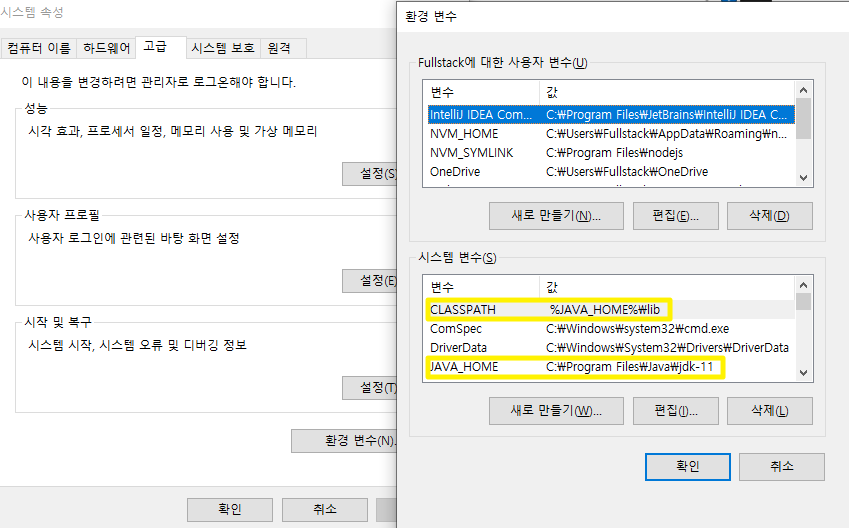 시스템 속성
컴퓨터 이름 하드웨어 고급 시스템 보호 원격
이 내용을 변경하려면 관리자로 로그온해야 합니다.
성능
시각 효과, 프로세서 일정, 메모리 사용 및 가상 메모리
설정(S
사용자 프로필
사용자 로그인에 관련된 바탕 화면 설정
설정(E
시작 및 복구
시스템 시작, 시스템 오류 및 디버깅 정보
설정(T
환경 변수(N).
확인 취소
환경 변수
Fullstack에 대한 사용자 변수(U)
변수 값
IntelliJ IDEA Com... C:₩Program Files₩JetBrains₩IntelliJ IDEA C...
NVM_HOME C:₩Users₩Fullstack₩AppData₩Roaming₩n...
NVM_SYMLINK C:₩Program Files₩nodejs
OneDrive C:₩Users₩Fullstack₩OneDrive
새로 만들기(N)... 편집(E)... 삭제(D)
시스템 변수(S)
변수 값
CLASSPATH %JAVA_HOME%₩lib
ComSpec C:₩Windows₩system32₩cmd.exe
DriverData C:₩Windows₩System32₩Drivers₩DriverData
JAVA_HOME C:₩Program Files₩Java₩jdk-11
새로 만들기(W)... 편집(I)... 삭제(L)
확인 취소